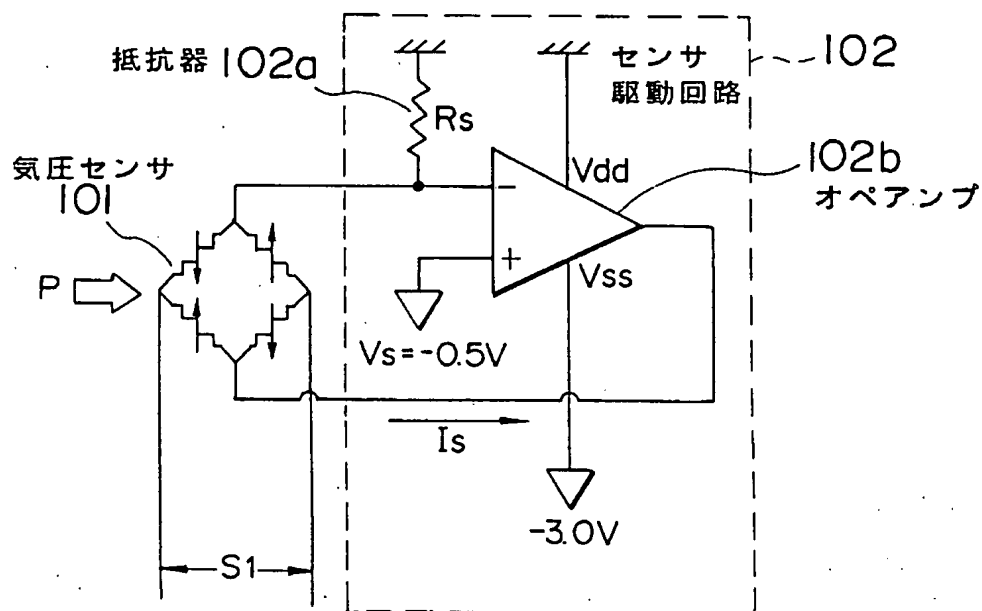 抵抗器 102a
センサ
駆動回路
102
Rs
気圧センサ
101
Vdd
102b
オペアンプ
−
+
Vss
P
Vs=-0.5V
Is
-3.0V
S1